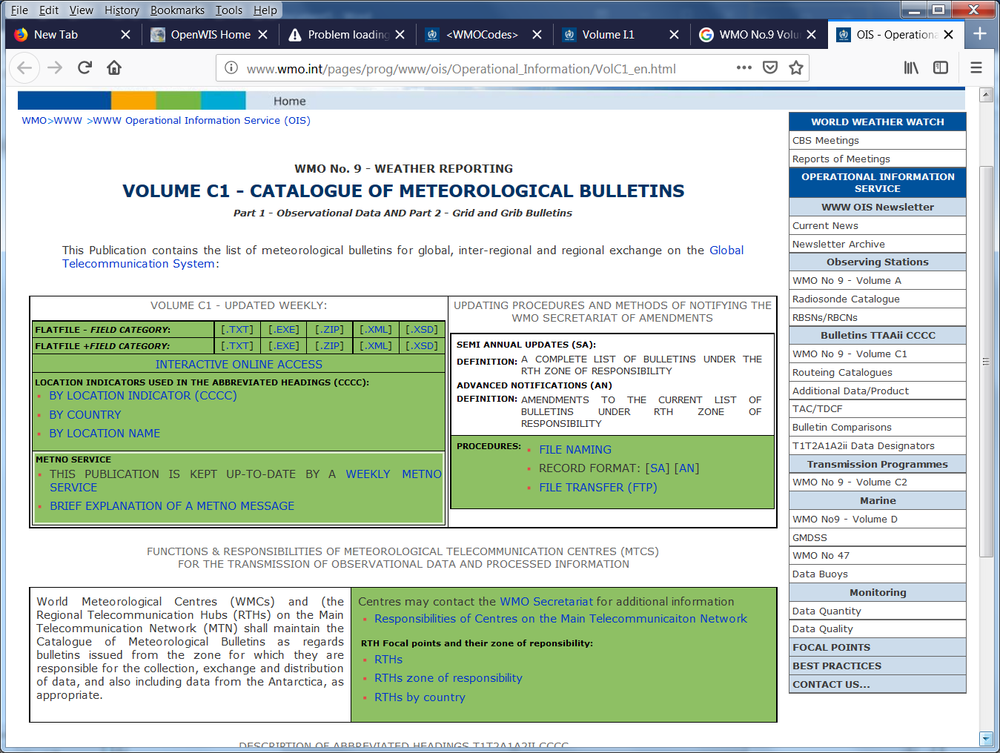 File Edit View History Bookmarks Tools Help
New Tab OpenWIS Home Problem loading <WMOCodes> Volume I.1 WMO No.9 Volu OIS - Operationa
www.wmo.int/pages/prog/www/ois/Operational_Information/VolC1_en.html
Home
WMO>WWW >WWW Operational Information Service (OIS)
WMO No. 9 - WEATHER REPORTING
VOLUME C1 - CATALOGUE OF METEOROLOGICAL BULLETINS
Part 1 - Observational Data AND Part 2 - Grid and Grib Bulletins
This Publication contains the list of meteorological bulletins for global, inter-regional and regional exchange on the Global
Telecommunication System:
VOLUME C1 - UPDATED WEEKLY:
FLATFILE - FIELD CATEGORY: [.TXT] [.EXE] [.ZIP] [.XML] [.XSD]
FLATFILE +FIELD CATEGORY: [.TXT] [.EXE] [.ZIP] [.XML] [.XSD]
INTERACTIVE ONLINE ACCESS
LOCATION INDICATORS USED IN THE ABBREVIATED HEADINGS (CCCC):
• BY LOCATION INDICATOR (CCCC)
• BY COUNTRY
• BY LOCATION NAME
METNO SERVICE
• THIS PUBLICATION IS KEPT UP-TO-DATE BY A WEEKLY METNO
SERVICE
• BRIEF EXPLANATION OF A METNO MESSAGE
UPDATING PROCEDURES AND METHODS OF NOTIFYING THE
WMO SECRETARIAT OF AMENDMENTS
SEMI ANNUAL UPDATES (SA):
DEFINITION: A COMPLETE LIST OF BULLETINS UNDER THE
RTH ZONE OF RESPONSIBILITY
ADVANCED NOTIFICATIONS (AN)
DEFINITION: AMENDMENTS TO THE CURRENT LIST OF
BULLETINS UNDER RTH ZONE OF
RESPONSIBILITY
PROCEDURES: • FILE NAMING
• RECORD FORMAT: [SA] [AN]
• FILE TRANSFER (FTP)
FUNCTIONS & RESPONSIBILITIES OF METEOROLOGICAL TELECOMMUNICATION CENTRES (MTCS)
FOR THE TRANSMISSION OF OBSERVATIONAL DATA AND PROCESSED INFORMATION
World Meteorological Centres (WMCs) and (the
Regional Telecommunication Hubs (RTHs) on the Main
Telecommunication Network (MTN) shall maintain the
Catalogue of Meteorological Bulletins as regards
bulletins issued from the zone for which they are
responsible for the collection, exchange and distribution
of data, and also including data from the Antarctica, as
appropriate.
Centres may contact the WMO Secretariat for additional information
• Responsibilities of Centres on the Main Telecommunicaiton Network
RTH Focal points and their zone of reponsibility:
• RTHs
• RTHs zone of responsibility
• RTHs by country
DESCRIPTION OF ABBREVIATED HEADINGS T1T2A1A2II CCCC
WORLD WEATHER WATCH
CBS Meetings
Reports of Meetings
OPERATIONAL INFORMATION
SERVICE
WWW OIS Newsletter
Current News
Newsletter Archive
Observing Stations
WMO No 9 - Volume A
Radiosonde Catalogue
RBSNs/RBCNs
Bulletins TTAAii CCCC
WMO No 9 - Volume C1
Routeing Catalogues
Additional Data/Product
TAC/TDCF
Bulletin Comparisons
T1T2A1A2ii Data Designators
Transmission Programmes
WMO No 9 - Volume C2
Marine
WMO No9 - Volume D
GMDSS
WMO No 47
Data Buoys
Monitoring
Data Quantity
Data Quality
FOCAL POINTS
BEST PRACTICES
CONTACT US...